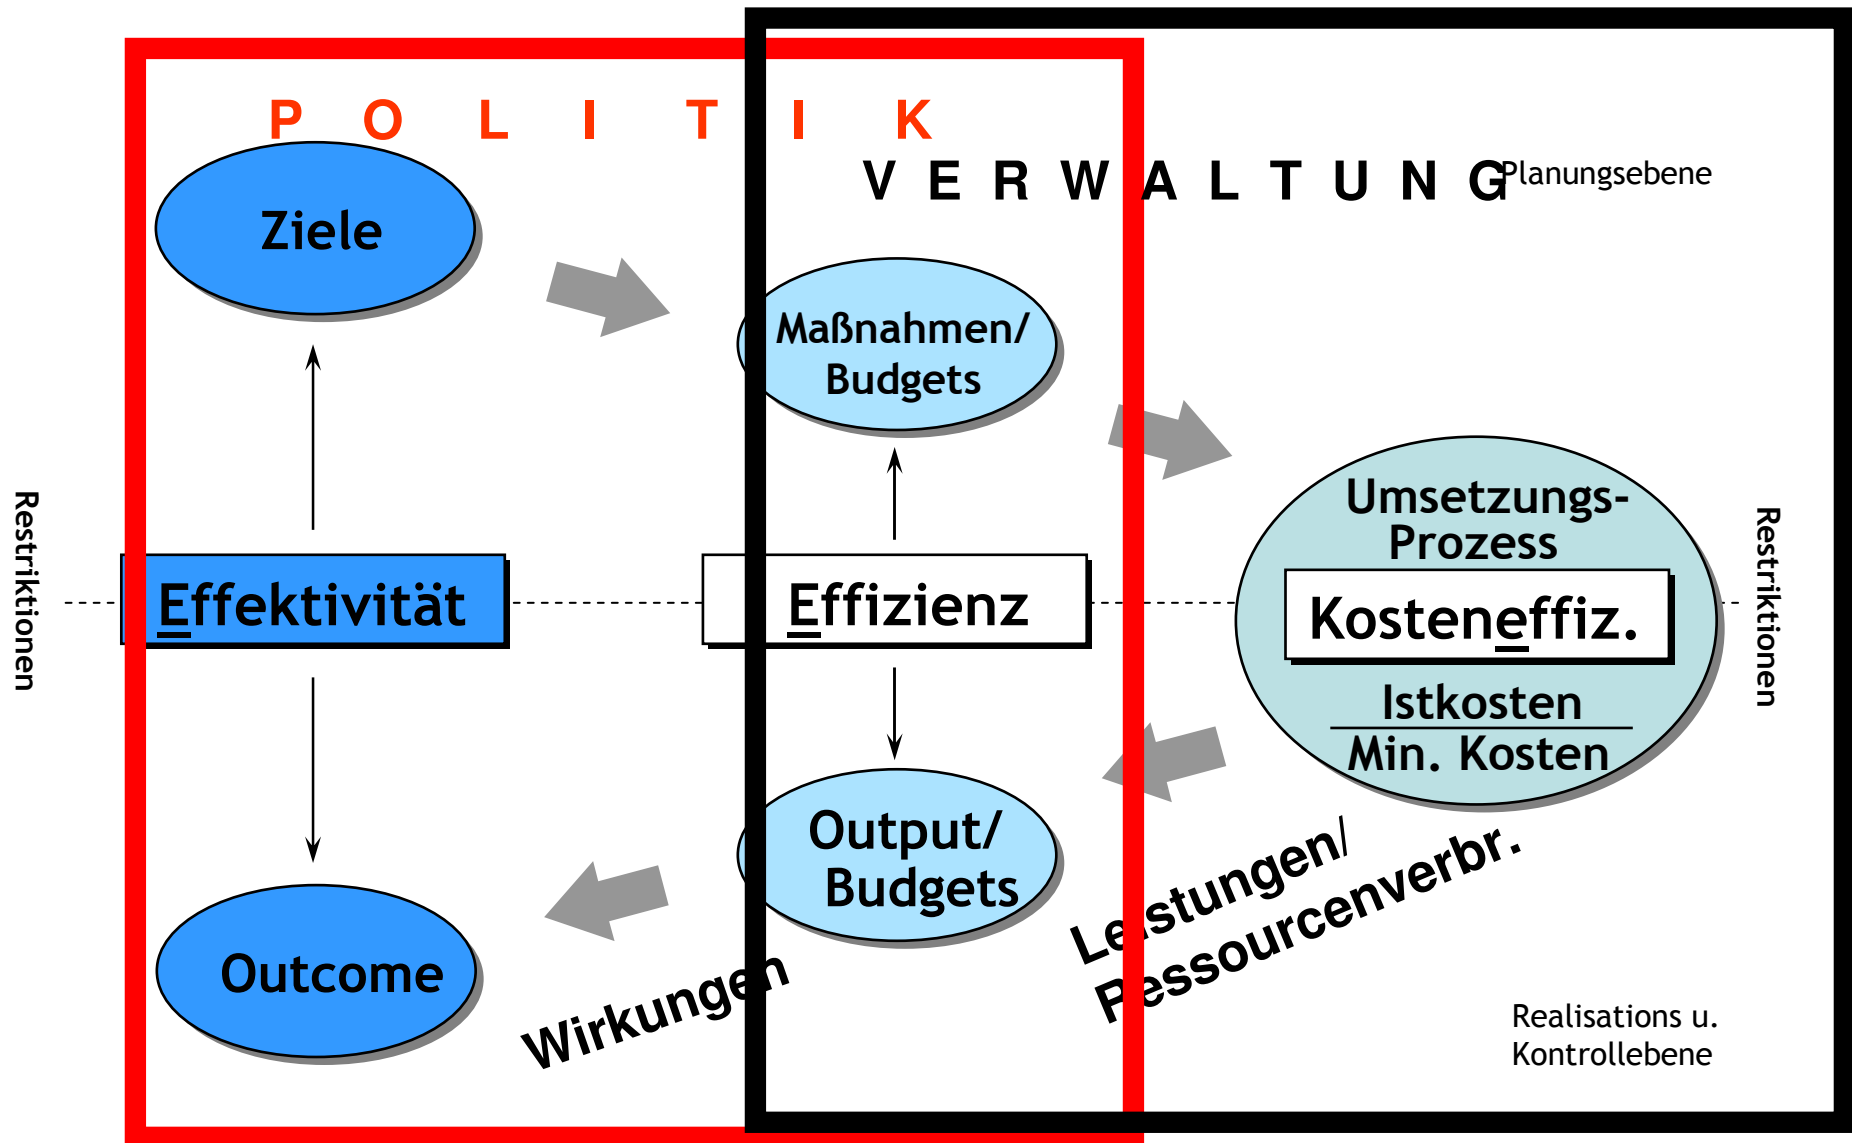 P O L I T I K
V E R W A L T U N G
Planungsebene
Ziele
Maßnahmen/
Budgets
Umsetzungs-
Prozess
Restriktionen
Effektivität
Effizienz
Kosteneffiz.
Restriktionen
Istkosten
Min. Kosten
Output/
Budgets
Leistungen/
Ressourcenverbr.
Outcome
Wirkungen
Realisations u.
Kontrollebene